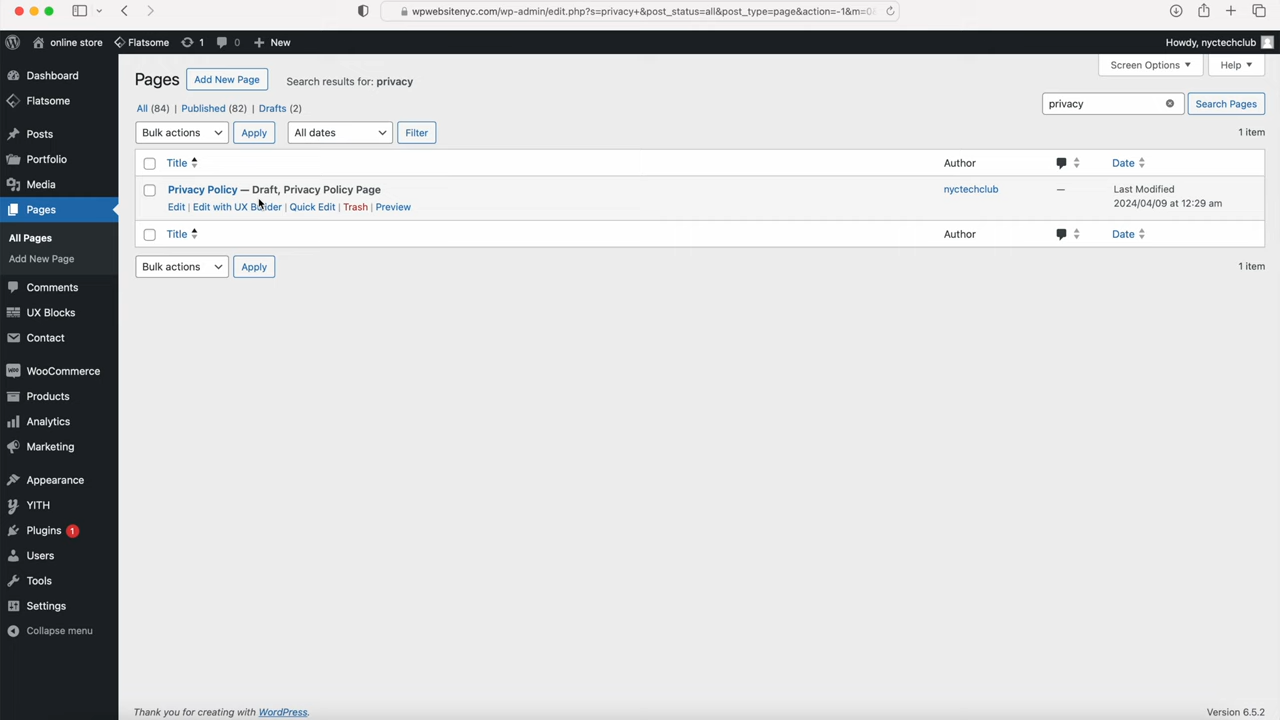 wpwebsitenyc.com/wp-admin/edit.php?s=privacy+&post_status=all&post_type=page&action=-1&m=0
online store
Flatsome
1
0
New
Howdy, nyctechclub
Dashboard
Flatsome
Posts
Portfolio
Media
Pages
All Pages
Add New Page
Comments
UX Blocks
Contact
WooCommerce
Products
Analytics
Marketing
Appearance
YITH
Plugins 1
Users
Tools
Settings
Collapse menu
Screen Options
Help
Pages
Add New Page
Search results for: privacy
All (84) | Published (82) | Drafts (2)
privacy
Search Pages
Bulk actions
Apply
All dates
Filter
1 item
Title
Author
Date
Privacy Policy — Draft, Privacy Policy Page
Edit | Edit with UX Builder | Quick Edit | Trash | Preview
nyctechclub
—
Last Modified
2024/04/09 at 12:29 am
Title
Author
Date
Bulk actions
Apply
1 item
Thank you for creating with WordPress.
Version 6.5.2